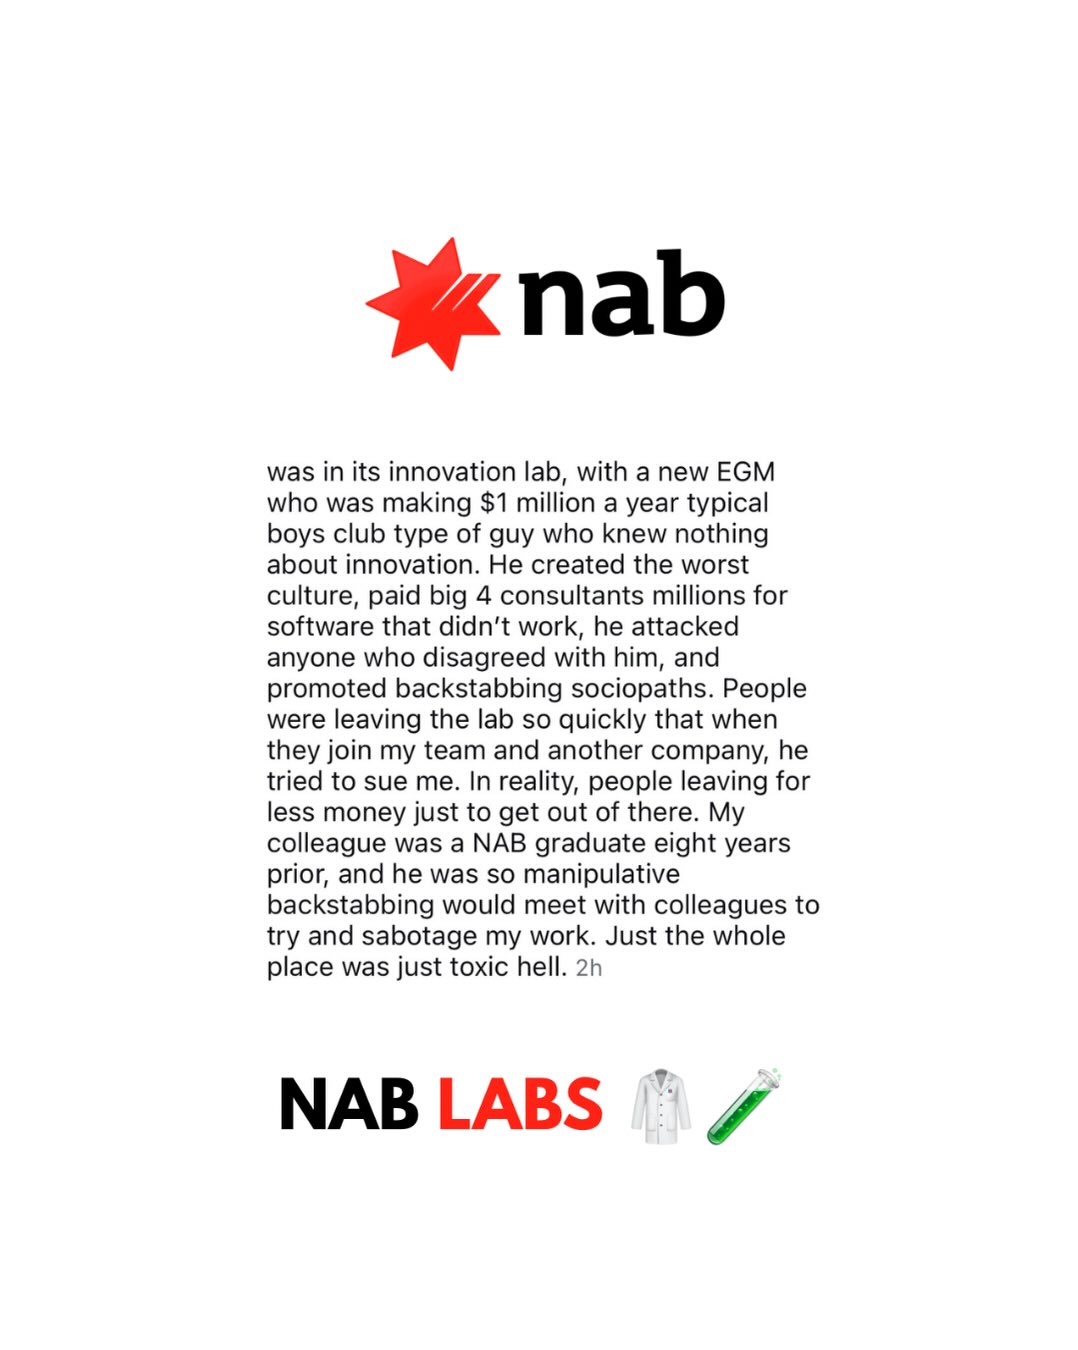 nab
was in its innovation lab, with a new EGM
who was making $1 million a year typical
boys club type of guy who knew nothing
about innovation. He created the worst
culture, paid big 4 consultants millions for
software that didn’t work, he attacked
anyone who disagreed with him, and
promoted backstabbing sociopaths. People
were leaving the lab so quickly that when
they join my team and another company, he
tried to sue me. In reality, people leaving for
less money just to get out of there. My
colleague was a NAB graduate eight years
prior, and he was so manipulative
backstabbing would meet with colleagues to
try and sabotage my work. Just the whole
place was just toxic hell. 2h
NAB LABS